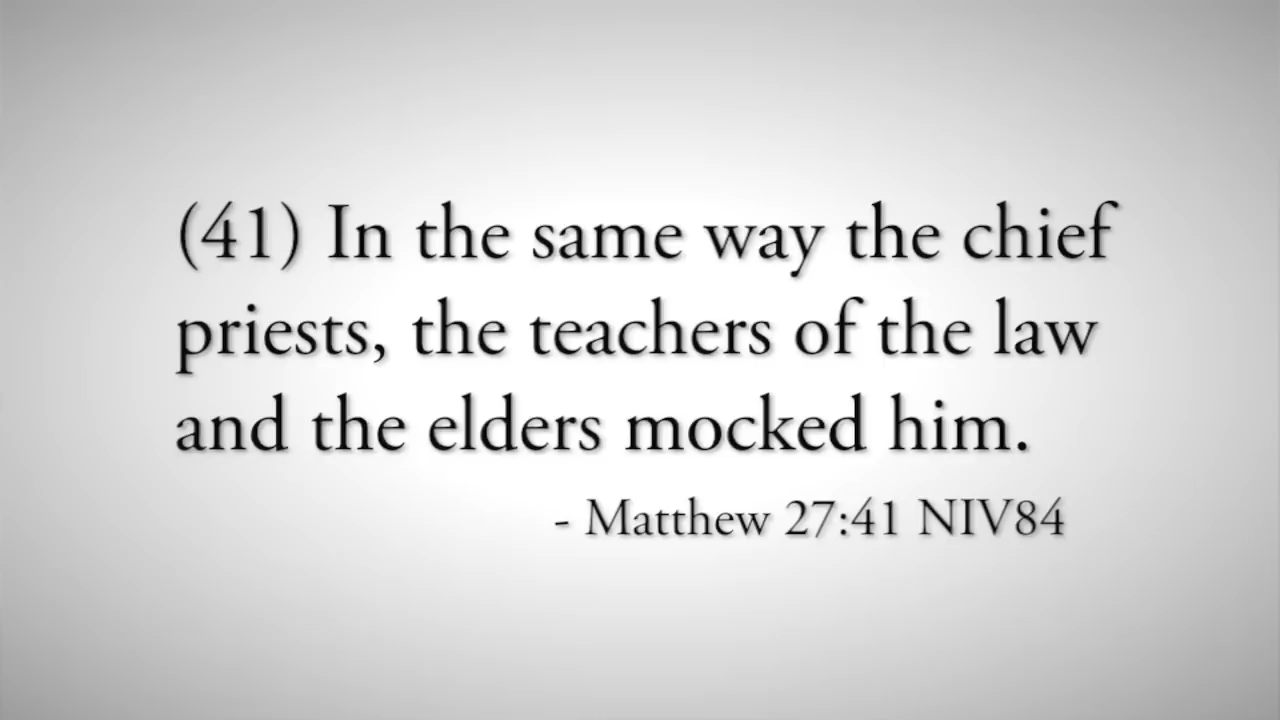 (41) In the same way the chief
priests, the teachers of the law
and the elders mocked him.
- Matthew 27:41 NIV84